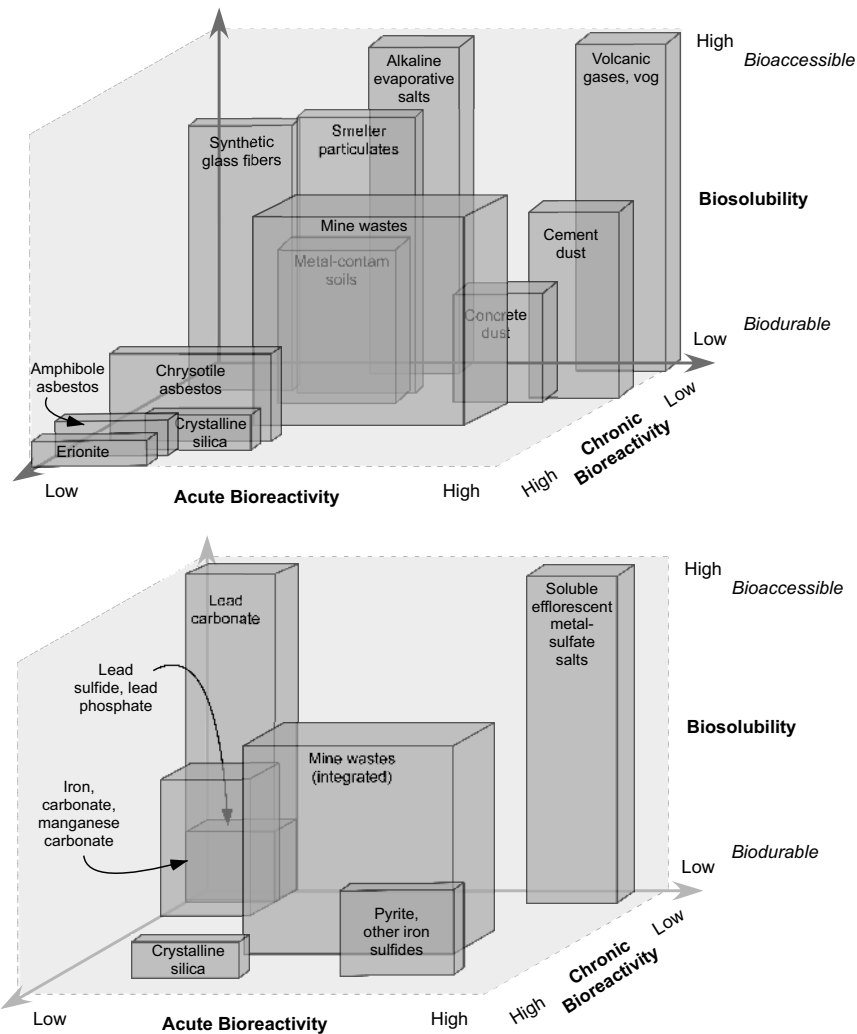 High
Bioaccessible
Alkaline
evaporative
salts
Volcanic
gases, vog
Synthetic
glass fibers
Smelter
particulates
Biosolubility
Mine wastes
Cement
dust
Metal-contam
soils
Concrete
dust
Biodurable
Low
Amphibole
asbestos
Chrysotile
asbestos
Crystalline
silica
Erionite
Low
Chronic
Bioreactivity
High
Low
Acute Bioreactivity
High
High
Bioaccessible
Lead
carbonate
Soluble
efflorescent
metal-
sulfate
salts
Lead
sulfide, lead
phosphate
Biosolubility
Mine wastes
(integrated)
Iron,
carbonate,
manganese
carbonate
Biodurable
Low
Pyrite,
other iron
sulfides
Crystalline
silica
Low
Chronic
Bioreactivity
High
Low
Acute Bioreactivity
High